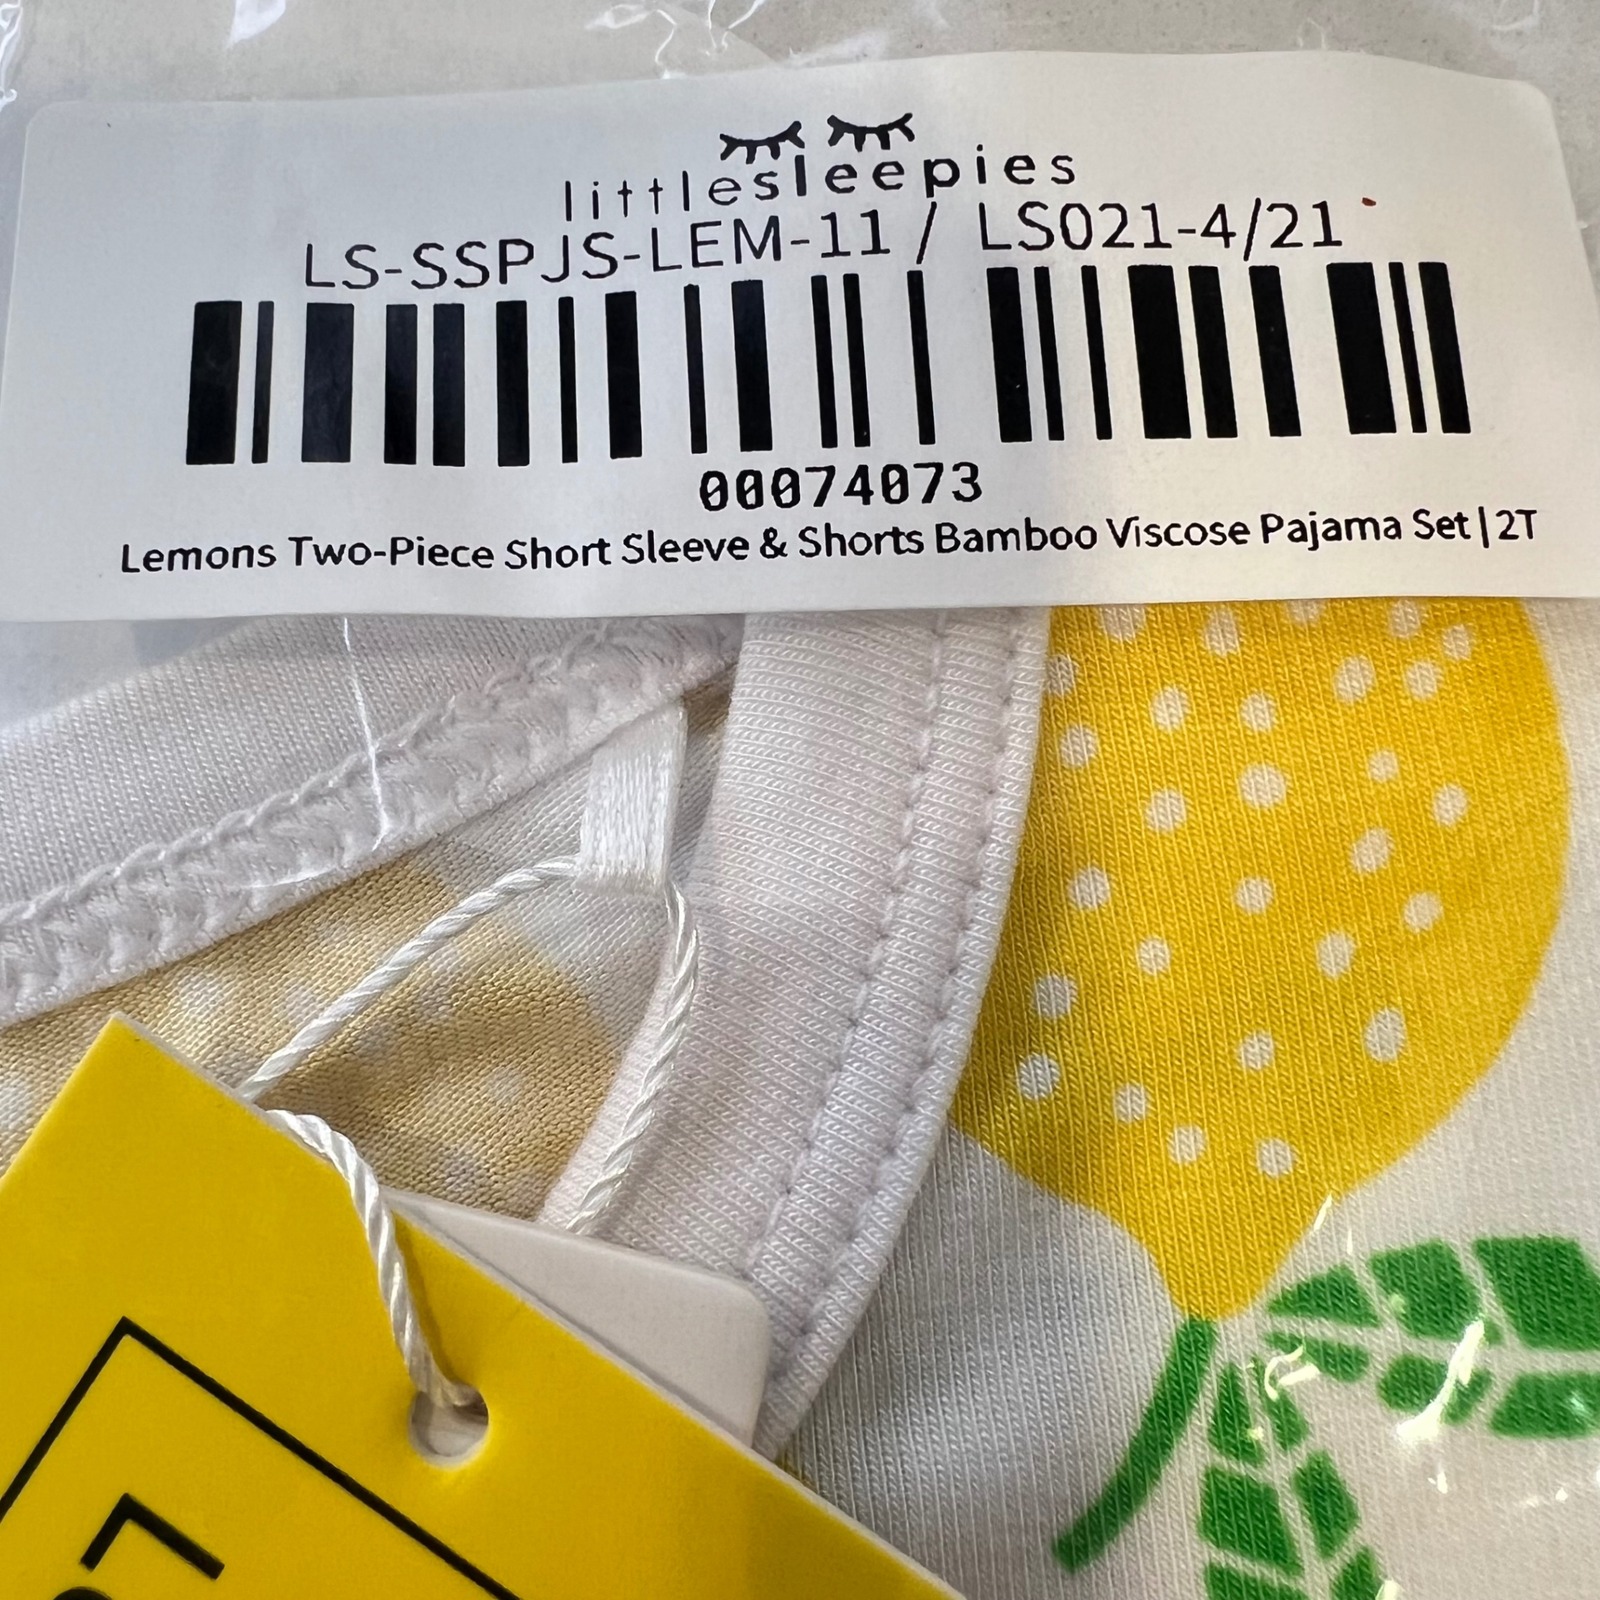 littlesleepies
LS-SSPJS-LEM-11 / LS021-4/21
00074073
Lemons Two-Piece Short Sleeve & Shorts Bamboo Viscose Pajama Set|2T